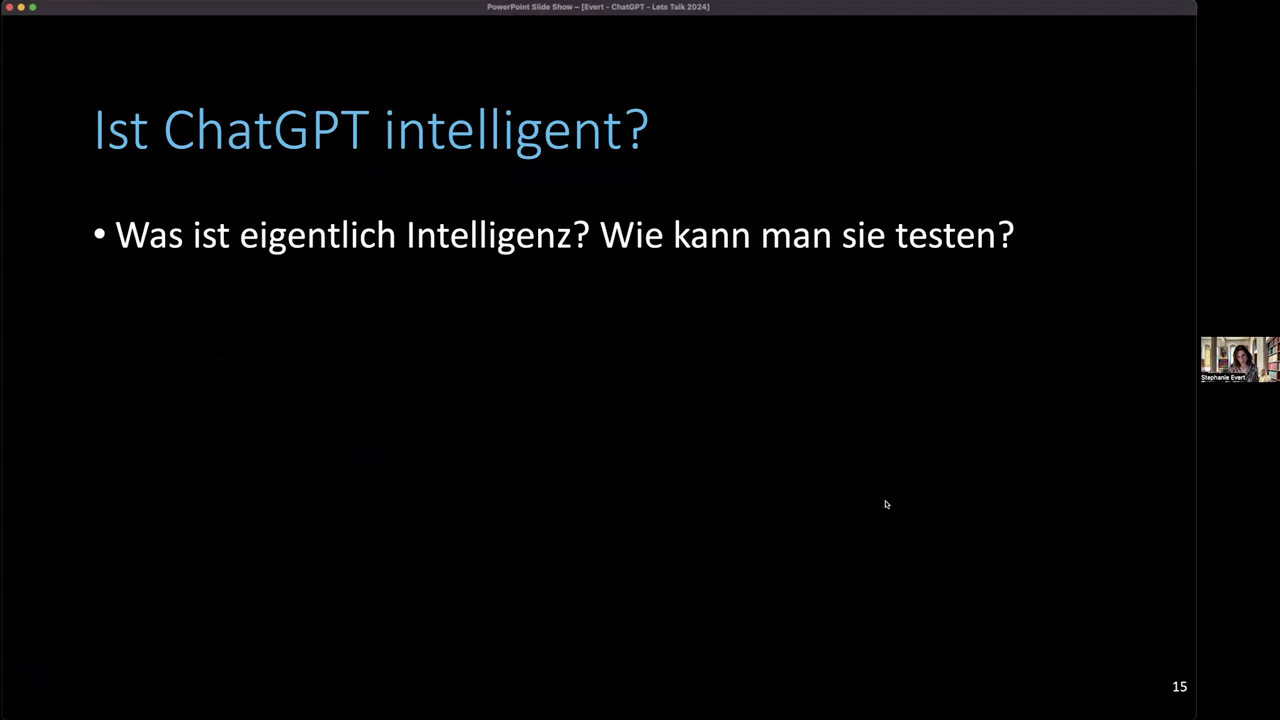 PowerPoint Slide Show – [Evert - ChatGPT - Lets Talk 2024]
Ist ChatGPT intelligent?
• Was ist eigentlich Intelligenz? Wie kann man sie testen?
Stephanie Evert
15